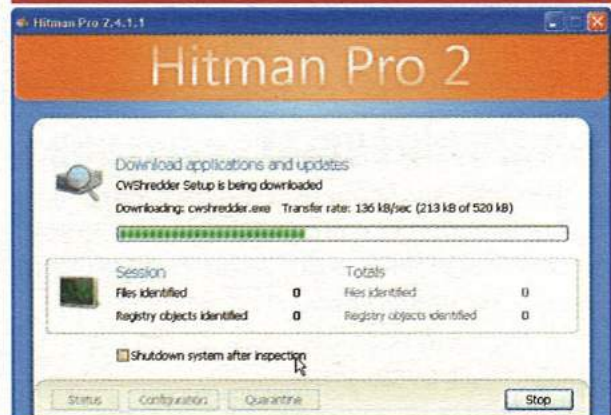 Hitman Pro 2.4.1.1
Hitman Pro 2
Download applications and updates
CWShredder Setup is being downloaded
Downloading: cwshredder.exe Transfer rate: 136 kB/sec (213 kB of 520 kB)
Session Totals
Files identified 0 Files identified 0
Registry objects identified 0 Registry objects identified 0
Shutdown system after inspection
Status Configuration Quarantine Stop